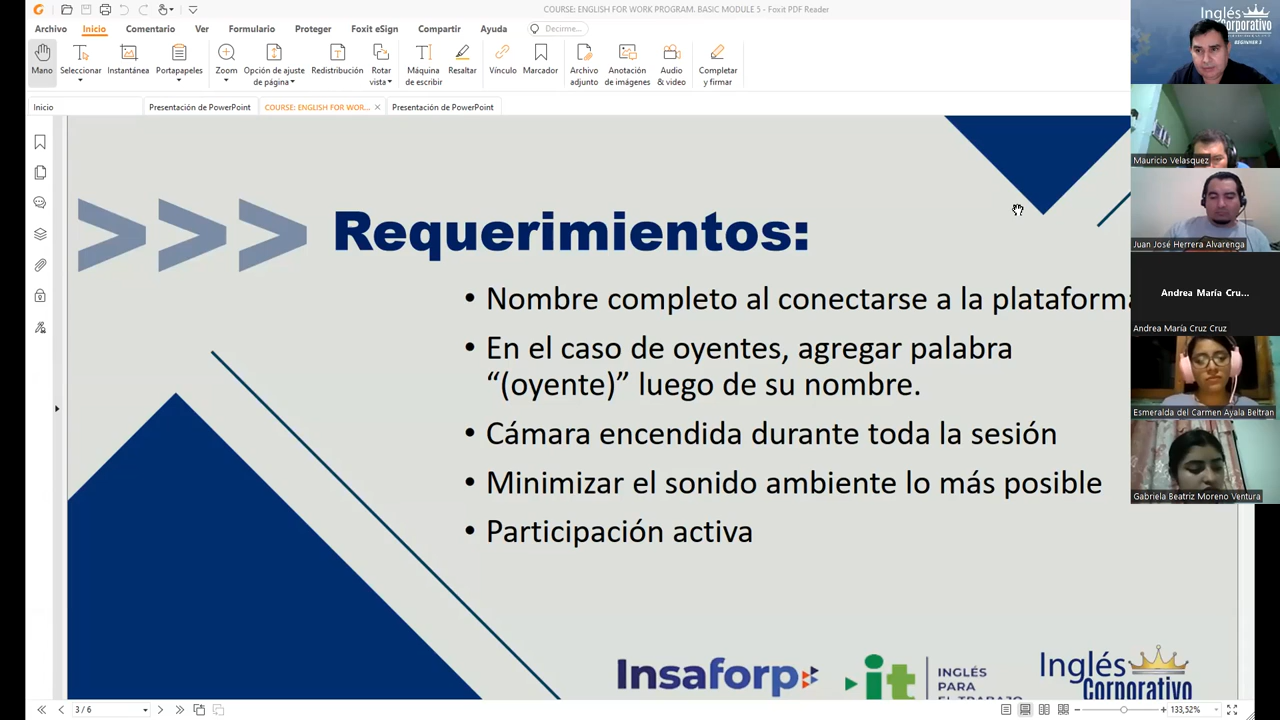 COURSE: ENGLISH FOR WORK PROGRAM. BASIC MODULE 5 - Foxit PDF Reader
Archivo Inicio Comentario Ver Formulario Proteger Foxit eSign Compartir Ayuda Decirme...
Mano
Seleccionar
Instantánea
Portapapeles
Zoom
Opción de ajuste
de página
Redistribución
Rotar
vista
Máquina
de escribir
Resaltar
Vínculo
Marcador
Archivo
adjunto
Anotación
de imágenes
Audio
& video
Completar
y firmar
Inicio
Presentación de PowerPoint
COURSE: ENGLISH FOR WOR...
Presentación de PowerPoint
>>> Requerimientos:
• Nombre completo al conectarse a la plataforma
• En el caso de oyentes, agregar palabra
“(oyente)” luego de su nombre.
• Cámara encendida durante toda la sesión
• Minimizar el sonido ambiente lo más posible
• Participación activa
Insaforp
it
INGLÉS
PARA
EL TRABAJO
Inglés
Corporativo
Inglés
Corporativo
BEGINNER 5
Mauricio Velasquez
Juan José Herrera Alvarenga
Andrea María Cru...
Andrea María Cruz Cruz
Esmeralda del Carmen Ayala Beltran
Gabriela Beatriz Moreno Ventura
3 / 6
133,52%